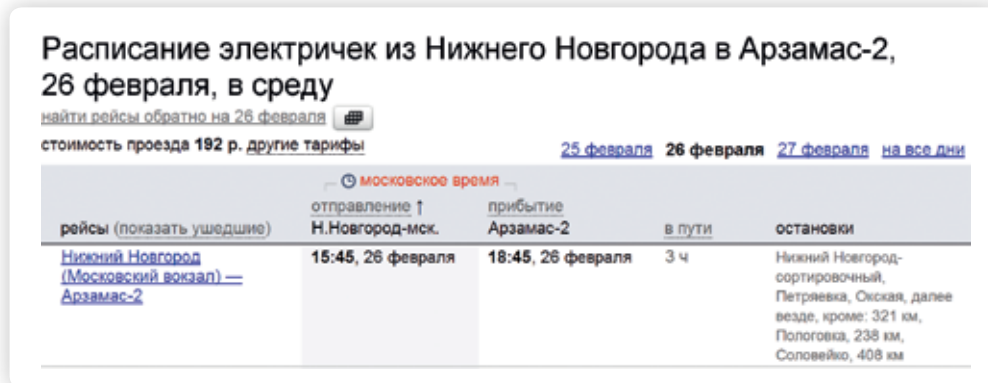 Расписание электричек из Нижнего Новгорода в Арзамас-2,
26 февраля, в среду
найти рейсы обратно на 26 февраля
стоимость проезда 192 р. другие тарифы
25 февраля 26 февраля 27 февраля на все дни
московское время
отправление ↑ прибытие
рейсы (показать ушедшие) Н.Новгород-мск. Арзамас-2 в пути остановки
Нижний Новгород 15:45, 26 февраля 18:45, 26 февраля 3 ч Нижний Новгород-
(Московский вокзал) — сортировочный,
Арзамас-2 Петряевка, Окская, далее
везде, кроме: 321 км,
Пологовка, 238 км,
Соловейко, 408 км